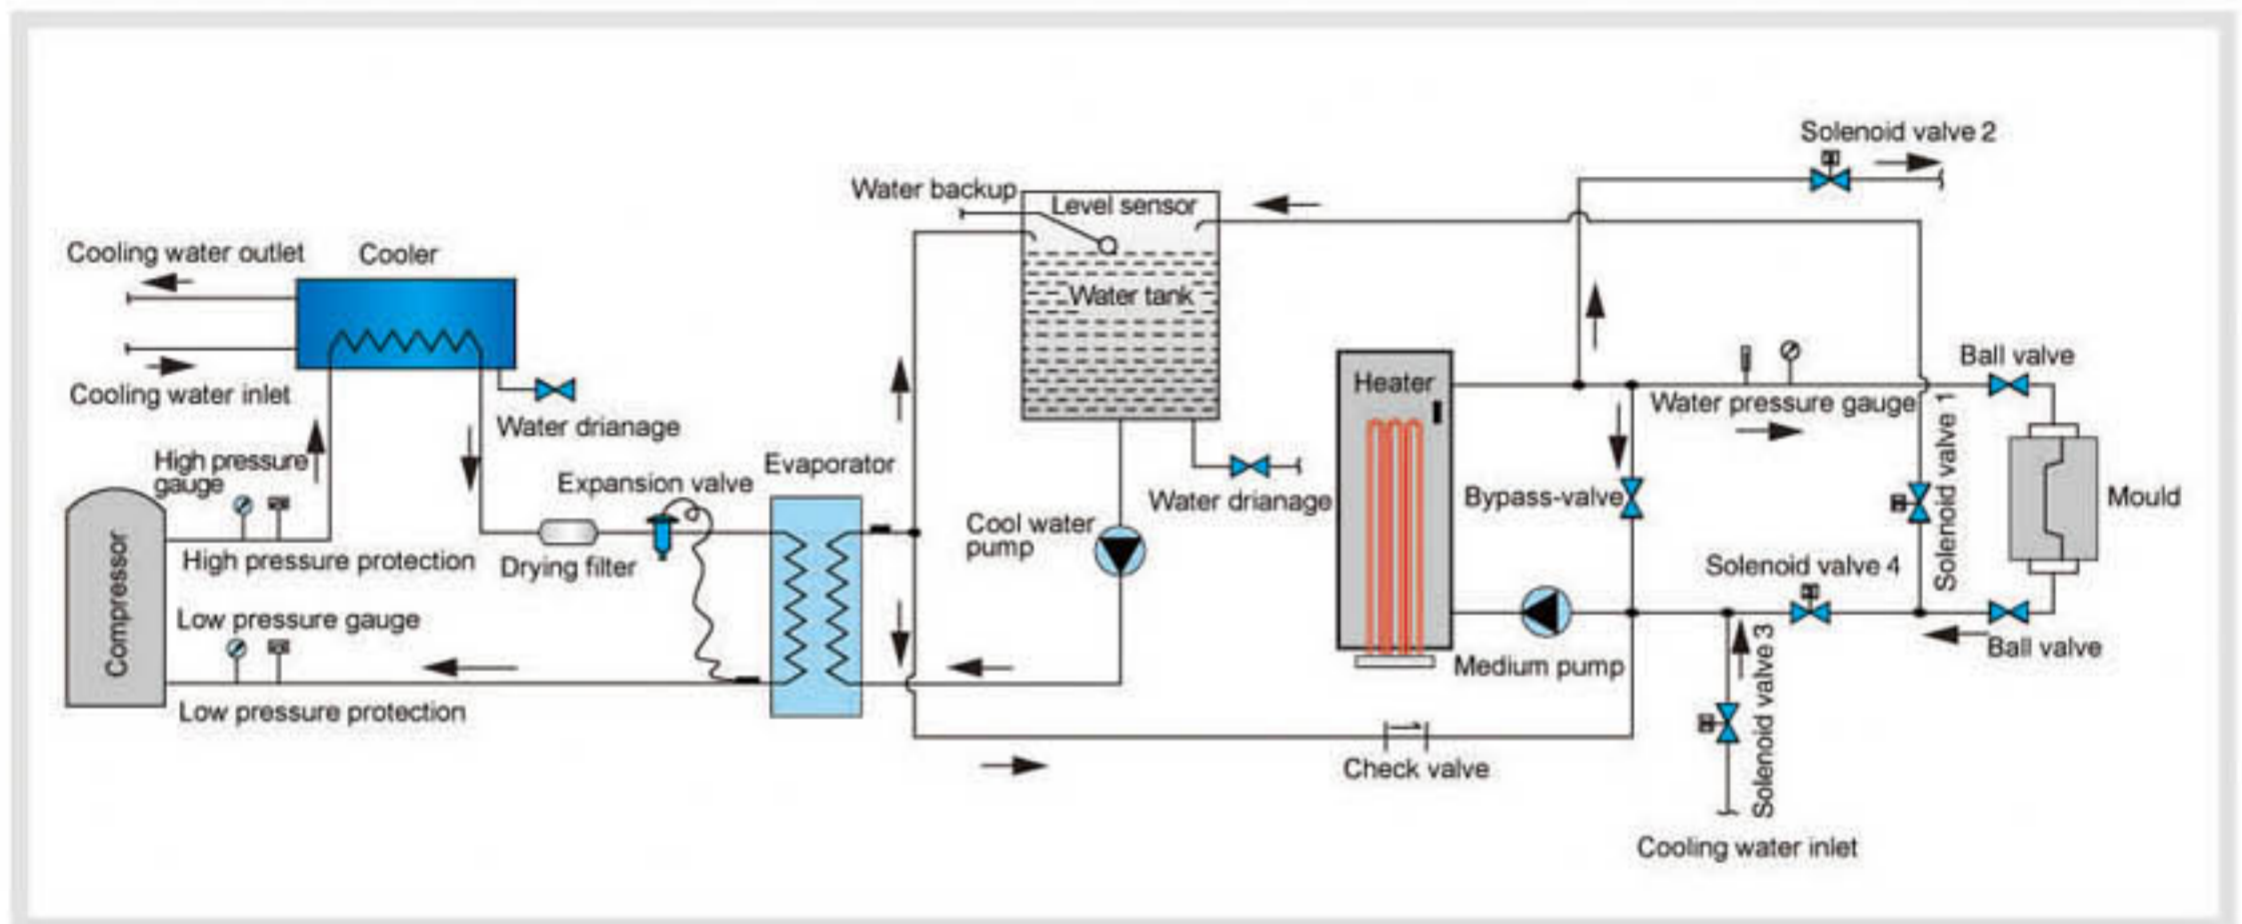 Solenoid valve 2
Water backup
Level sensor
Cooling water outlet
Cooler
Water tank
Cooling water inlet
Water drianage
Heater
Ball valve
Water pressure gauge
High pressure
gauge
Expansion valve
Evaporator
Water drianage
Bypass-valve
Solenoid valve 1
Mould
Compressor
Cool water
pump
High pressure protection
Drying filter
Solenoid valve 4
Low pressure gauge
Medium pump
Solenoid valve 3
Ball valve
Low pressure protection
Check valve
Cooling water inlet